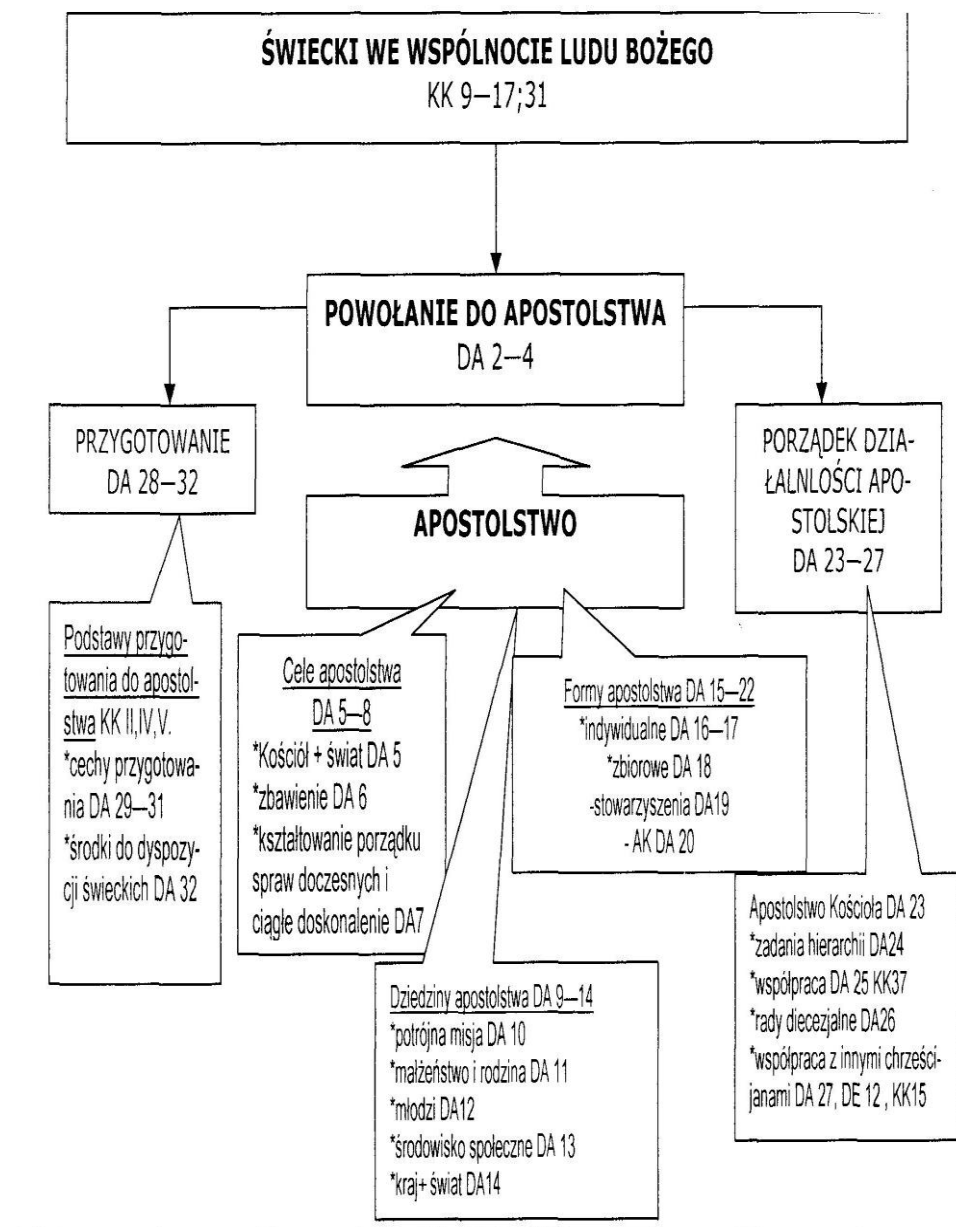 ŚWIECKI WE WSPÓLNOCIE LUDU BOŻEGO
KK 9—17;31
POWOŁANIE DO APOSTOLSTWA
DA 2—4
PRZYGOTOWANIE
DA 28—32
PORZĄDEK DZIA-
ŁALNLOŚCI APO-
STOLSKIEJ
DA 23—27
APOSTOLSTWO
Podstawy przygo-
towania do apostol-
stwa KK II,IV,V.
*cechy przygotowa-
nia DA 29—31
*środki do dyspozy-
cji świeckich DA 32
Cele apostolstwa
DA 5—8
*Kościół + świat DA 5
*zbawienie DA 6
*kształtowanie porządku
spraw doczesnych i
ciągłe doskonalenie DA7
Formy apostolstwa DA 15—22
*indywidualne DA 16—17
*zbiorowe DA 18
-stowarzyszenia DA19
- AK DA 20
Dziedziny apostolstwa DA 9—14
*potrójna misja DA 10
*małżeństwo i rodzina DA 11
*młodzi DA12
*środowisko społeczne DA 13
*kraj+ świat DA14
Apostolstwo Kościoła DA 23
*zadania hierarchii DA24
*współpraca DA 25 KK37
*rady diecezjalne DA26
*współpraca z innymi chrześci-
janami DA 27, DE 12 , KK15